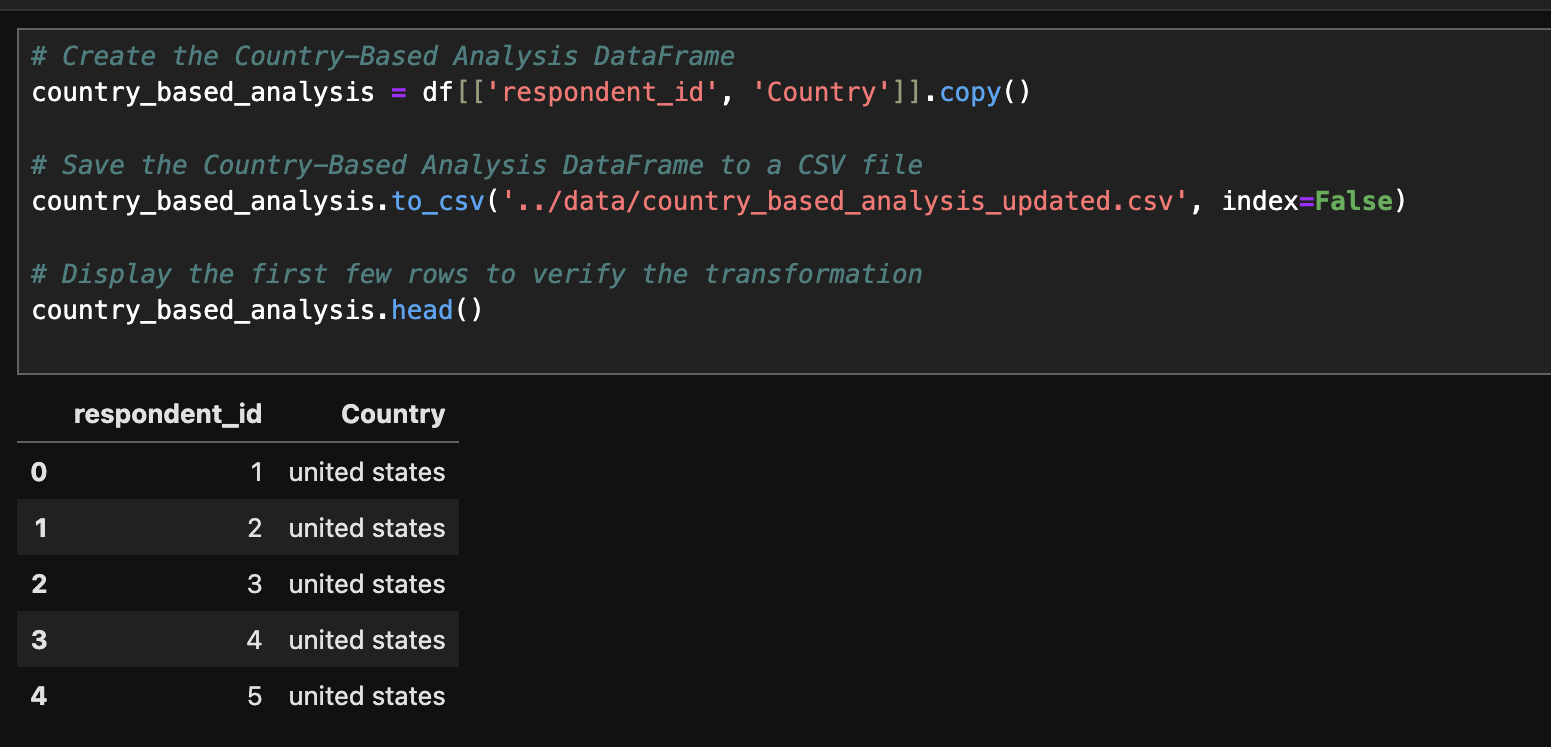 # Create the Country-Based Analysis DataFrame
country_based_analysis = df[['respondent_id', 'Country']].copy()
# Save the Country-Based Analysis DataFrame to a CSV file
country_based_analysis.to_csv('../data/country_based_analysis_updated.csv', index=False)
# Display the first few rows to verify the transformation
country_based_analysis.head()
respondent_id Country
0 1 united states
1 2 united states
2 3 united states
3 4 united states
4 5 united states